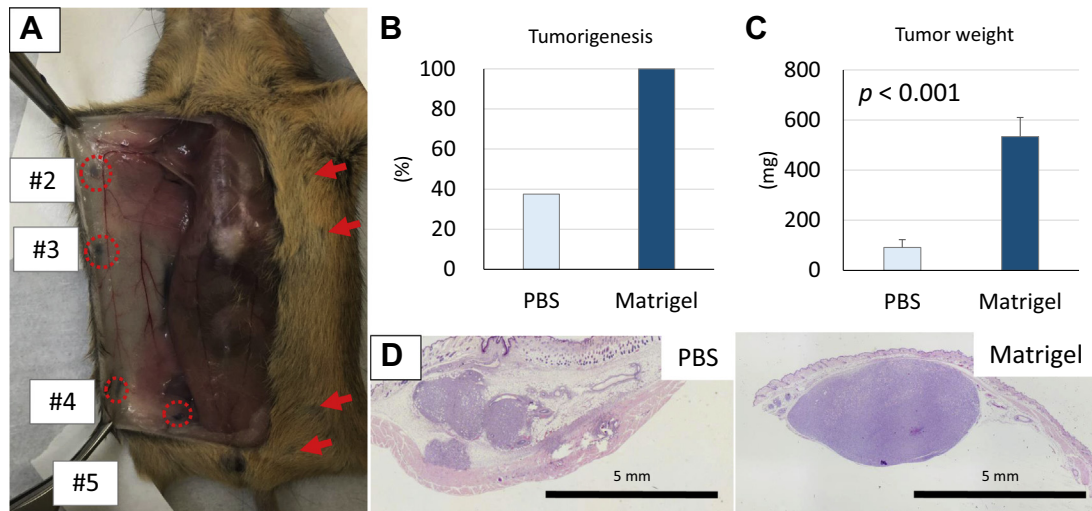 A
#2
#3
#4
#5
B
Tumorigenesis
100
80
60
40
20
0
(%)
PBS
Matrigel
C
Tumor weight
800
600
400
200
0
(mg)
p < 0.001
PBS
Matrigel
D
PBS
5 mm
Matrigel
5 mm